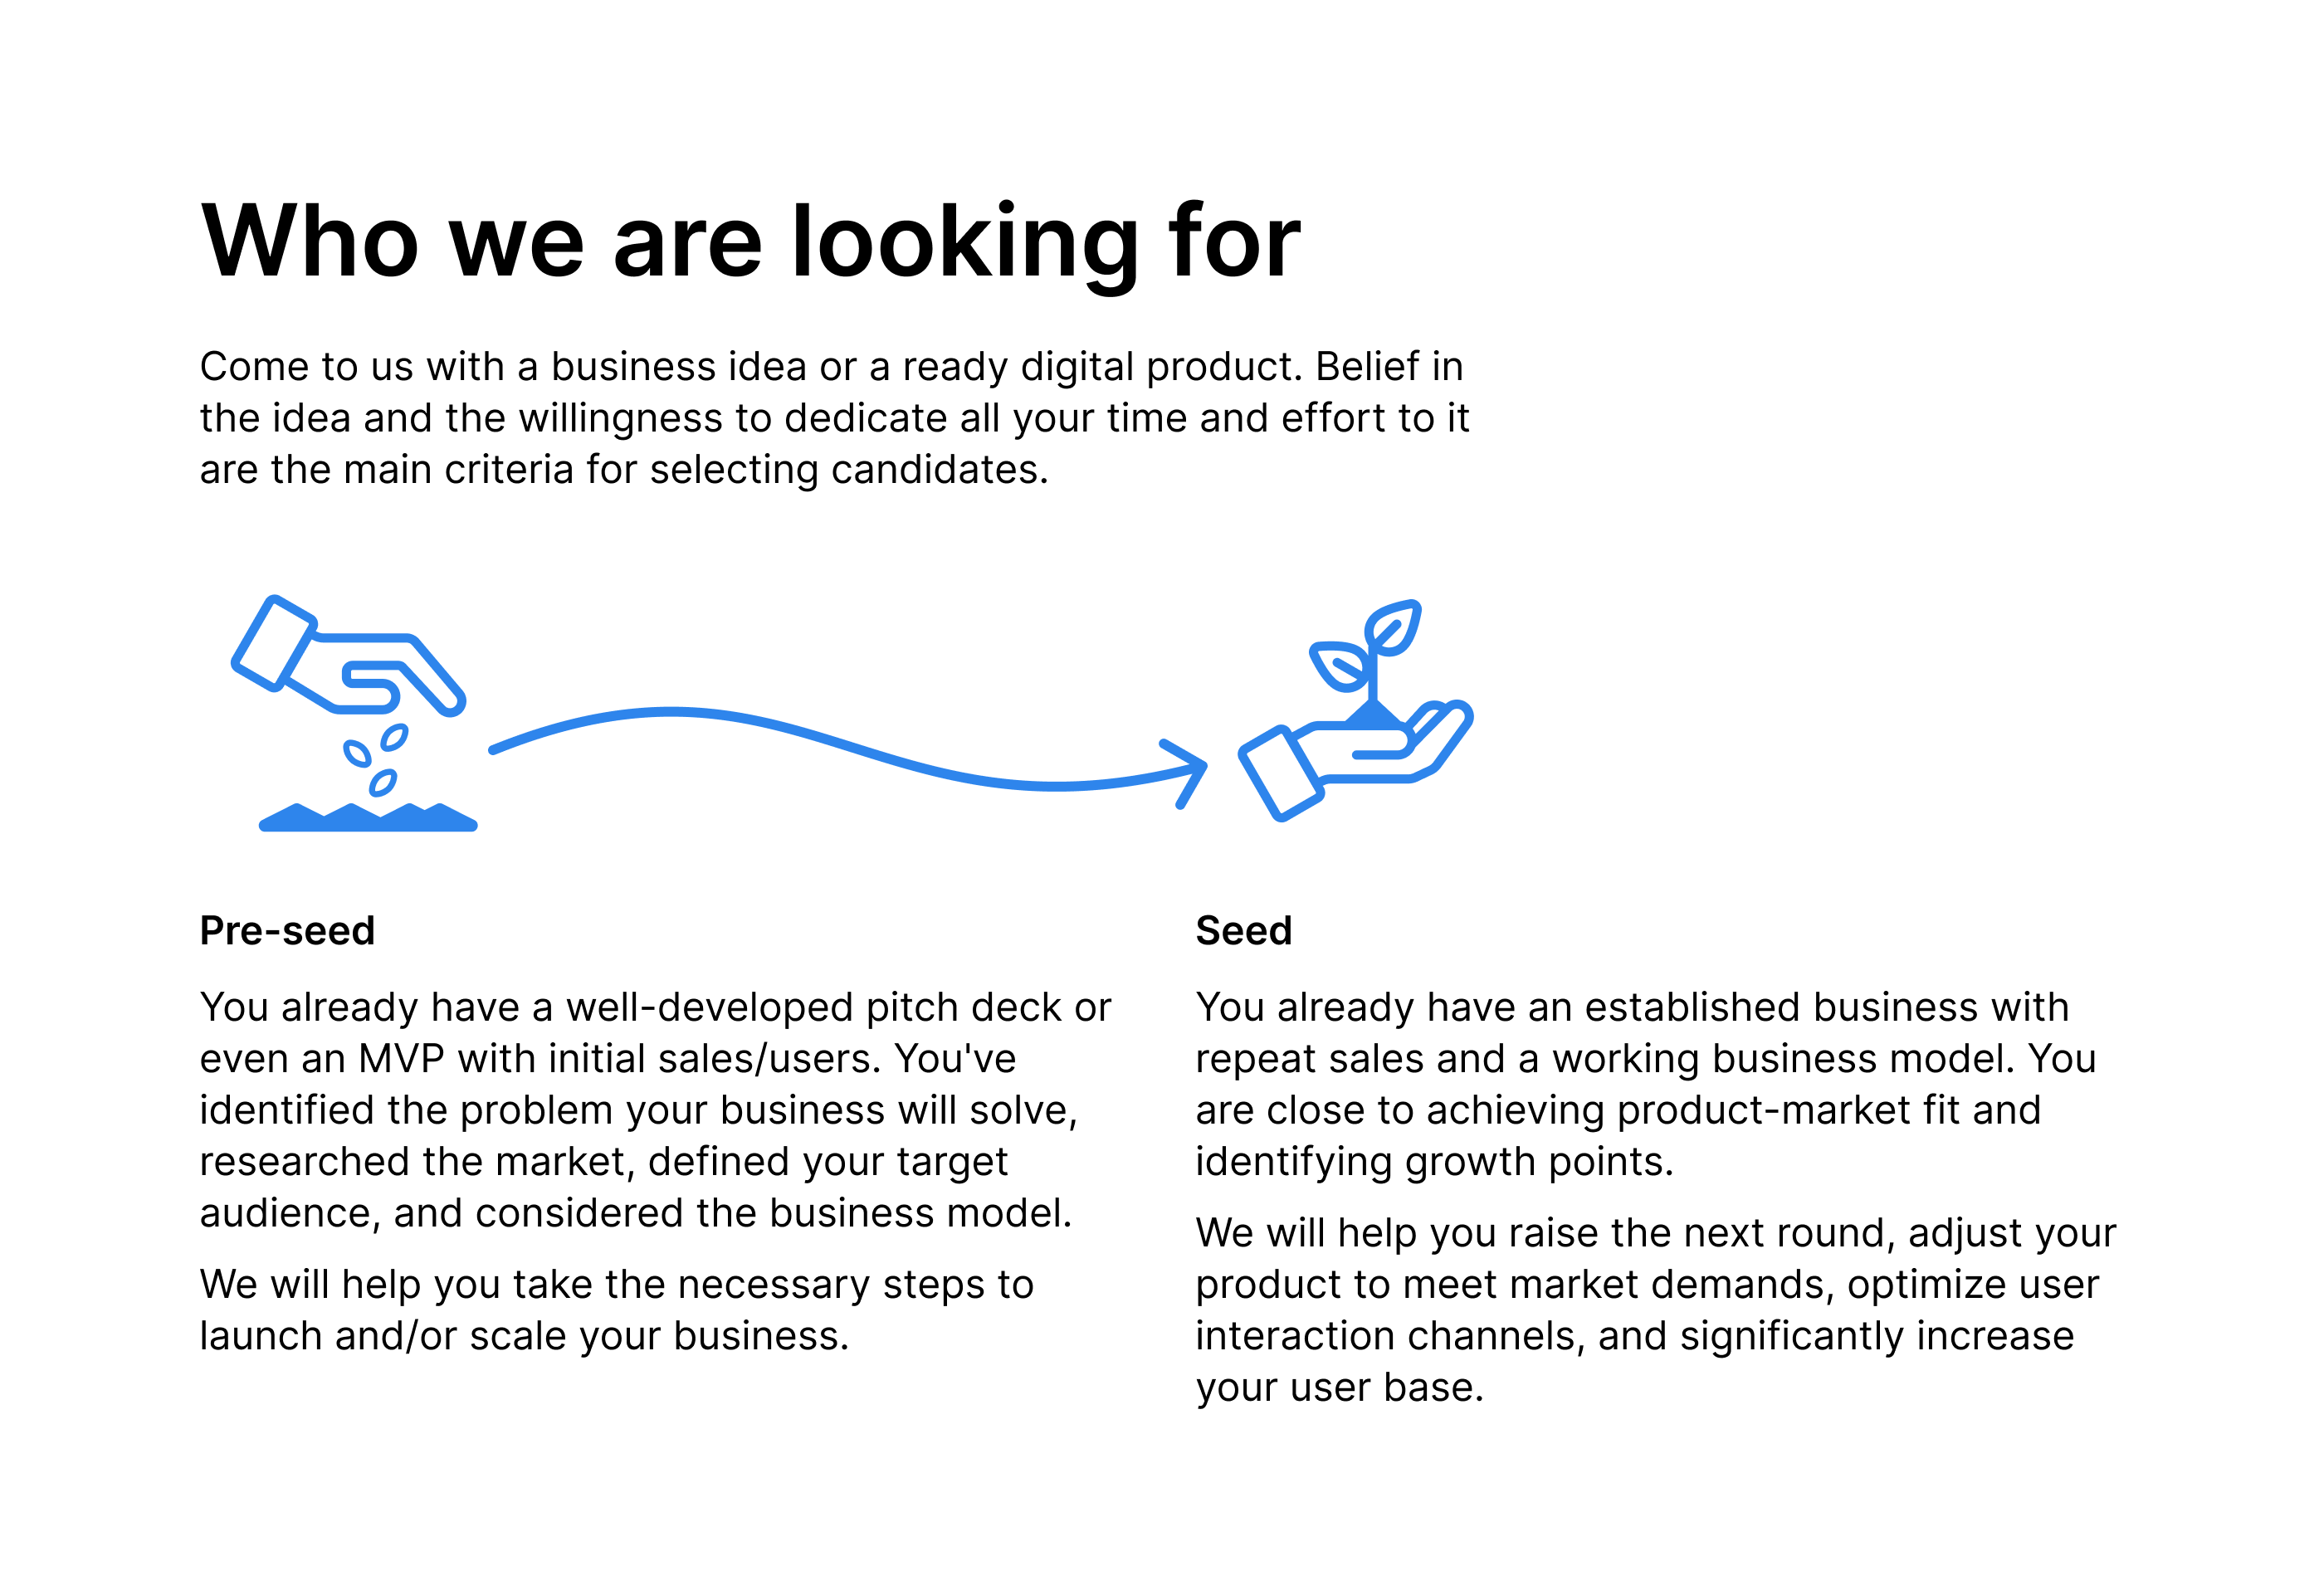 Who we are looking for
Come to us with a business idea or a ready digital product. Belief in
the idea and the willingness to dedicate all your time and effort to it
are the main criteria for selecting candidates.
Pre-seed
You already have a well-developed pitch deck or
even an MVP with initial sales/users. You've
identified the problem your business will solve,
researched the market, defined your target
audience, and considered the business model.
We will help you take the necessary steps to
launch and/or scale your business.
Seed
You already have an established business with
repeat sales and a working business model. You
are close to achieving product-market fit and
identifying growth points.
We will help you raise the next round, adjust your
product to meet market demands, optimize user
interaction channels, and significantly increase
your user base.